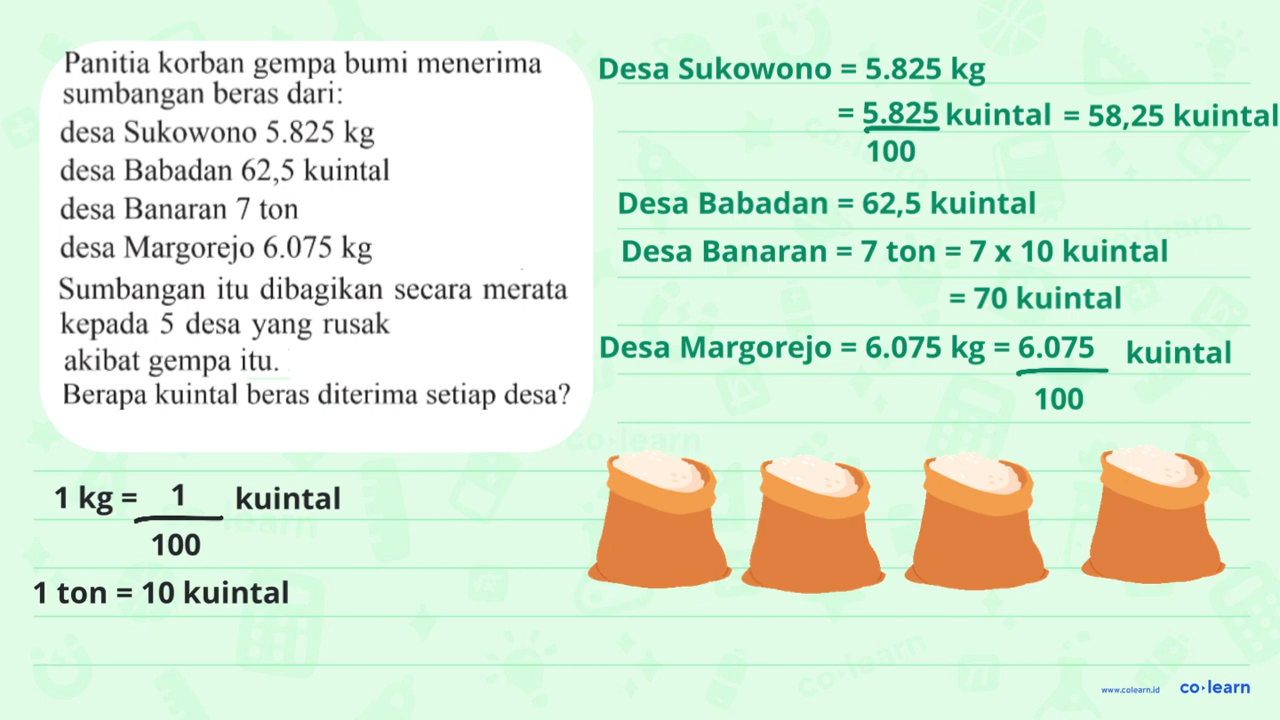 Panitia korban gempa bumi menerima
sumbangan beras dari:
desa Sukowono 5.825 kg
desa Babadan 62,5 kuintal
desa Banaran 7 ton
desa Margorejo 6.075 kg
Sumbangan itu dibagikan secara merata
kepada 5 desa yang rusak
akibat gempa itu.
Berapa kuintal beras diterima setiap desa?
1 kg = 1 kuintal
100
1 ton = 10 kuintal
Desa Sukowono = 5.825 kg
= 5.825 kuintal = 58,25 kuintal
100
Desa Babadan = 62,5 kuintal
Desa Banaran = 7 ton = 7 x 10 kuintal
= 70 kuintal
Desa Margorejo = 6.075 kg = 6.075 kuintal
100
www.colearn.id co·learn